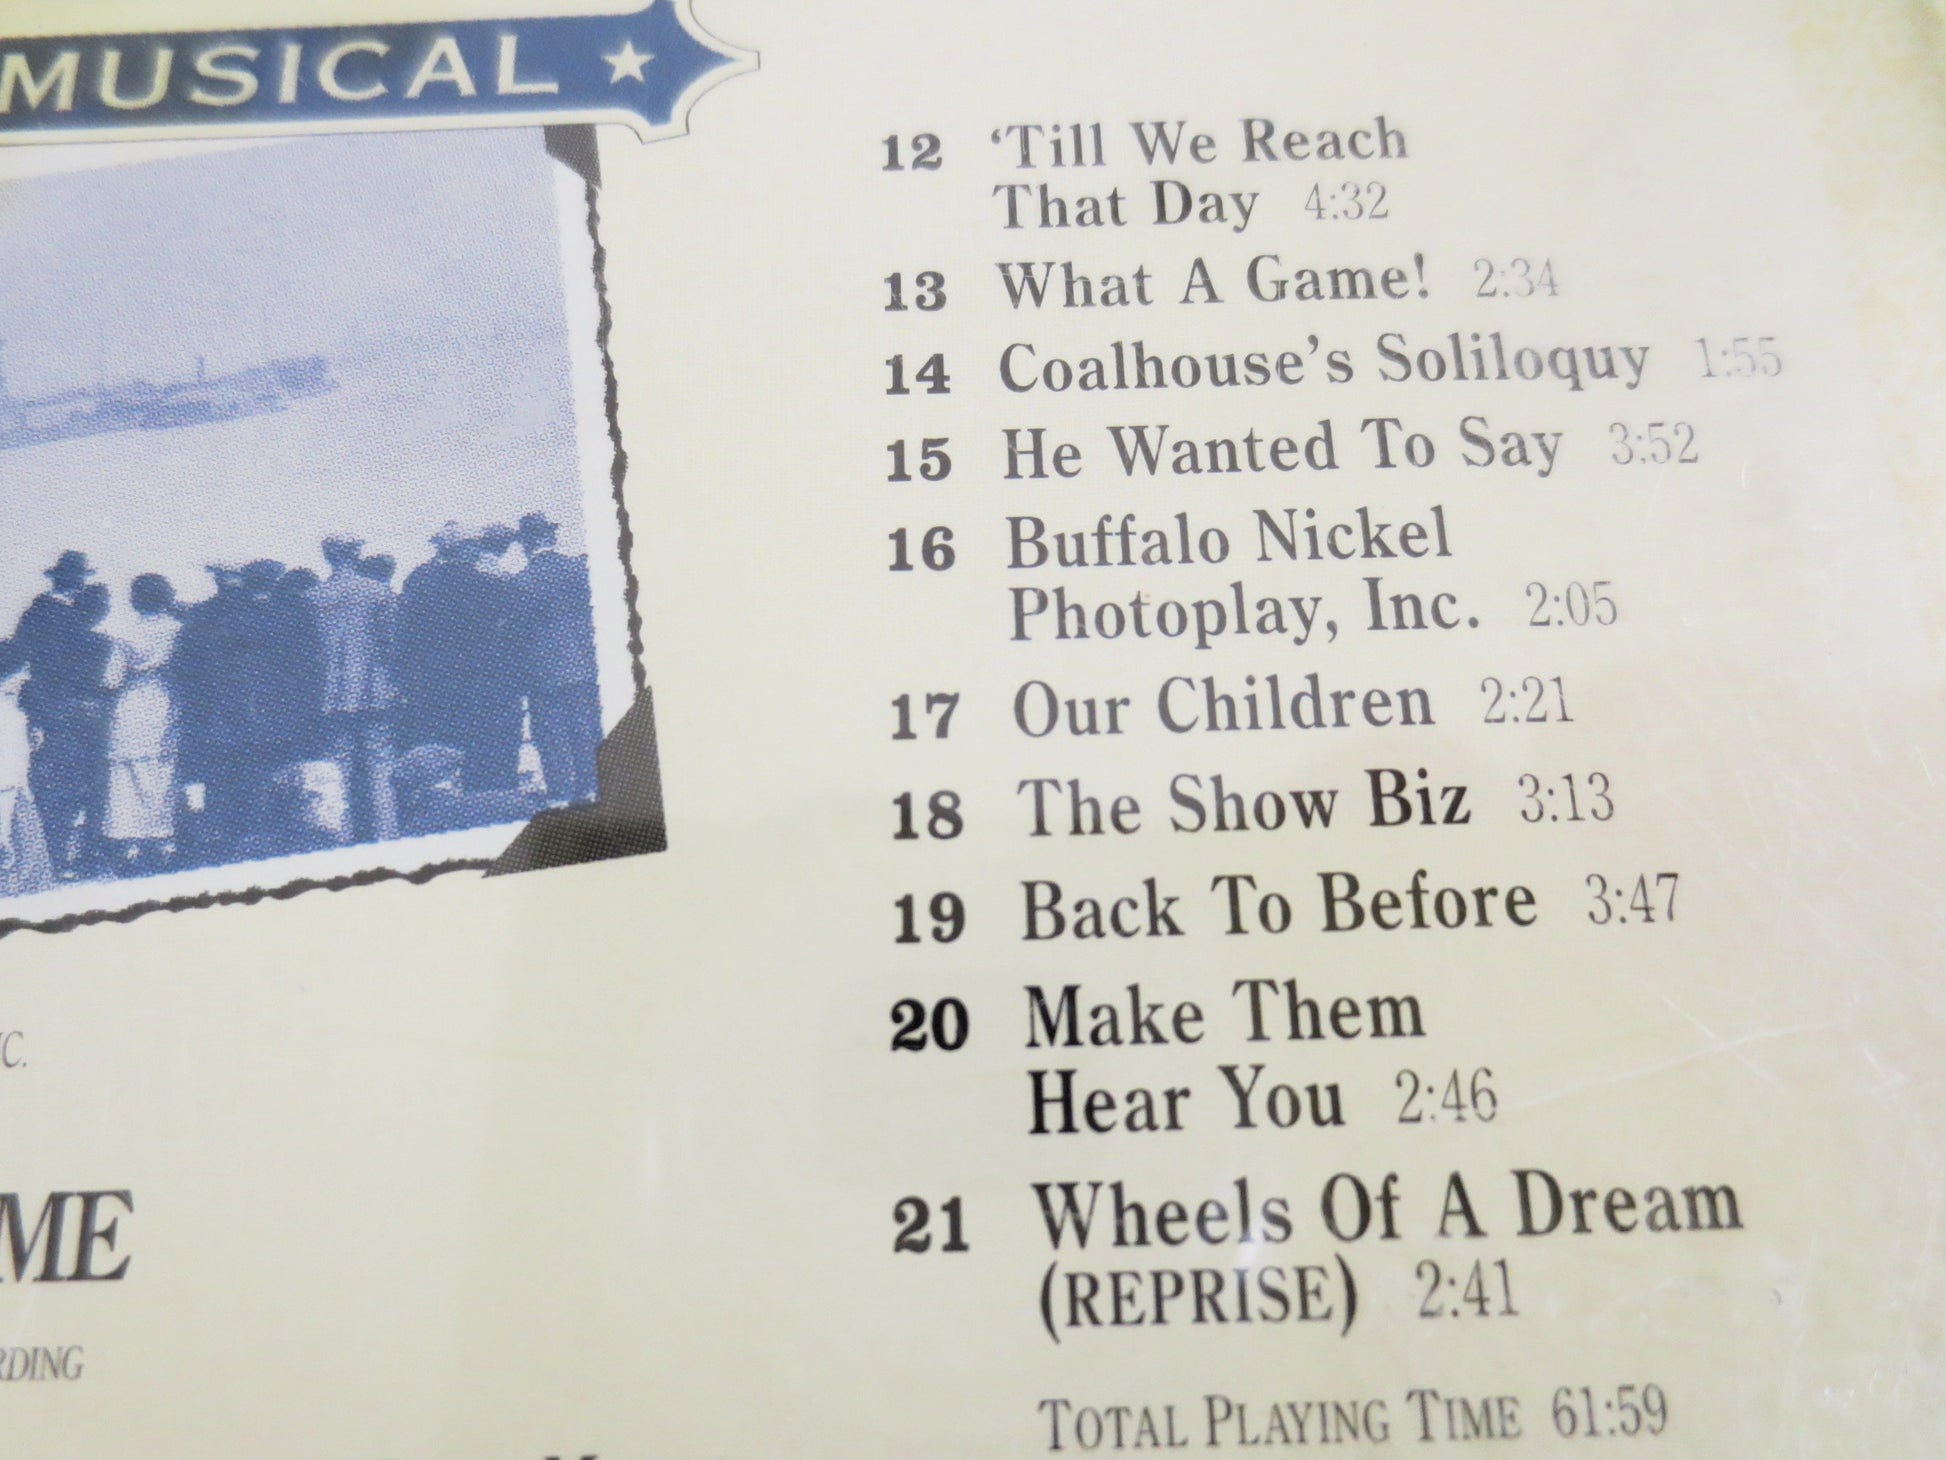 MUSICAL
12 ‘Till We Reach
That Day 4:32
13 What A Game! 2:34
14 Coalhouse’s Soliloquy 1:55
15 He Wanted To Say 3:52
16 Buffalo Nickel
Photoplay, Inc. 2:05
17 Our Children 2:21
18 The Show Biz 3:13
19 Back To Before 3:47
20 Make Them
Hear You 2:46
21 Wheels Of A Dream
(REPRISE) 2:41
TOTAL PLAYING TIME 61:59